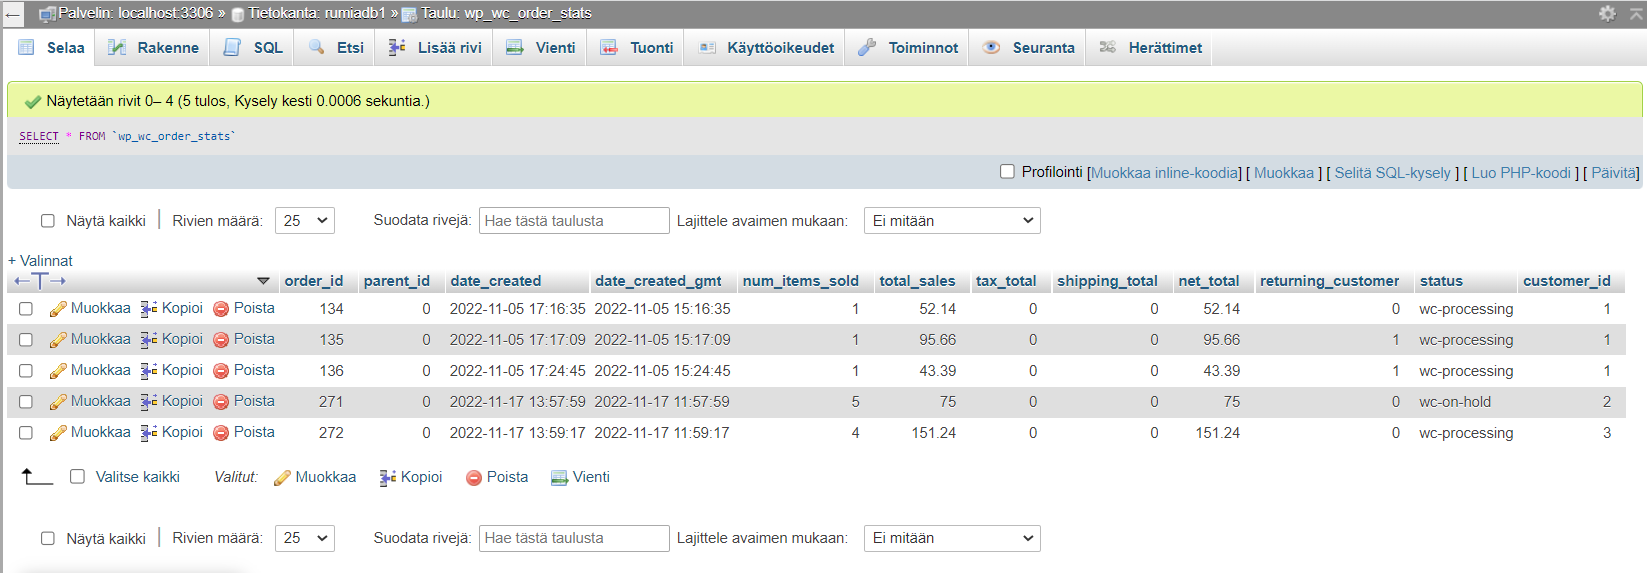 Palvelin: localhost:3306 » Tietokanta: rumiadb1 » Taulu: wp_wc_order_stats
Selaa Rakenne SQL Etsi Lisää rivi Vienti Tuonti Käyttöoikeudet Toiminnot Seuranta Herättimet
Näytetään rivit 0– 4 (5 tulos, Kysely kesti 0.0006 sekuntia.)
SELECT * FROM `wp_wc_order_stats`
Profilointi [Muokkaa inline-koodia] [ Muokkaa ] [ Selitä SQL-kysely ] [ Luo PHP-koodi ] [ Päivitä]
Näytä kaikki Rivien määrä: 25 Suodata rivejä: Hae tästä taulusta Lajittele avaimen mukaan: Ei mitään
+ Valinnat
order_id parent_id date_created date_created_gmt num_items_sold total_sales tax_total shipping_total net_total returning_customer status customer_id
Muokkaa Kopioi Poista 134 0 2022-11-05 17:16:35 2022-11-05 15:16:35 1 52.14 0 0 52.14 0 wc-processing 1
Muokkaa Kopioi Poista 135 0 2022-11-05 17:17:09 2022-11-05 15:17:09 1 95.66 0 0 95.66 1 wc-processing 1
Muokkaa Kopioi Poista 136 0 2022-11-05 17:24:45 2022-11-05 15:24:45 1 43.39 0 0 43.39 1 wc-processing 1
Muokkaa Kopioi Poista 271 0 2022-11-17 13:57:59 2022-11-17 11:57:59 5 75 0 0 75 0 wc-on-hold 2
Muokkaa Kopioi Poista 272 0 2022-11-17 13:59:17 2022-11-17 11:59:17 4 151.24 0 0 151.24 0 wc-processing 3
Valitse kaikki Valitut: Muokkaa Kopioi Poista Vienti
Näytä kaikki Rivien määrä: 25 Suodata rivejä: Hae tästä taulusta Lajittele avaimen mukaan: Ei mitään